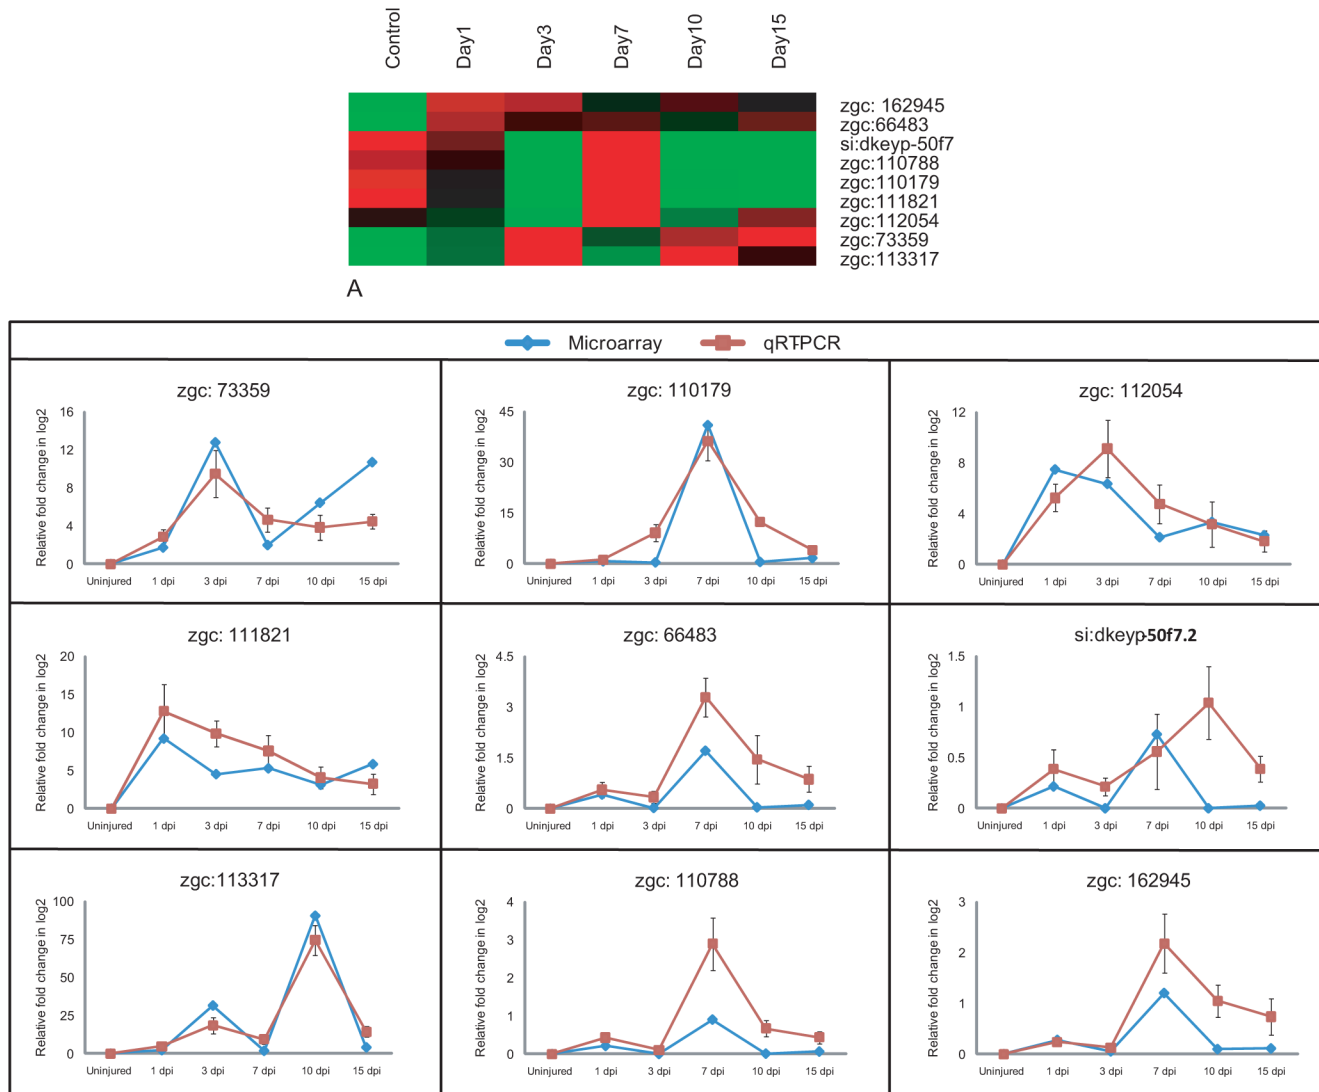 Control Day1 Day3 Day7 Day10 Day15
zgc: 162945
zgc:66483
si:dkeyp-50f7
zgc:110788
zgc:110179
zgc:111821
zgc:112054
zgc:73359
zgc:113317
A
Microarray qRTPCR
zgc: 73359
Relative fold change in log2
16
12
8
4
0
Uninjured 1 dpi 3 dpi 7 dpi 10 dpi 15 dpi
zgc: 110179
Relative fold change in log2
45
30
15
0
Uninjured 1 dpi 3 dpi 7 dpi 10 dpi 15 dpi
zgc: 112054
Relative fold change in log2
12
8
4
0
Uninjured 1 dpi 3 dpi 7 dpi 10 dpi 15 dpi
zgc: 111821
Relative fold change in log2
20
15
10
5
0
Uninjured 1 dpi 3 dpi 7 dpi 10 dpi 15 dpi
zgc: 66483
Relative fold change in log2
4.5
3
1.5
0
Uninjured 1 dpi 3 dpi 7 dpi 10 dpi 15 dpi
si:dkeyp-50f7.2
Relative fold change in log2
1.5
1
0.5
0
Uninjured 1 dpi 3 dpi 7 dpi 10 dpi 15 dpi
zgc:113317
Relative fold change in log2
100
75
50
25
0
Uninjured 1 dpi 3 dpi 7 dpi 10 dpi 15 dpi
zgc: 110788
Relative fold change in log2
4
3
2
1
0
Uninjured 1 dpi 3 dpi 7 dpi 10 dpi 15 dpi
zgc: 162945
Relative fold change in log2
3
2
1
0
Uninjured 1 dpi 3 dpi 7 dpi 10 dpi 15 dpi